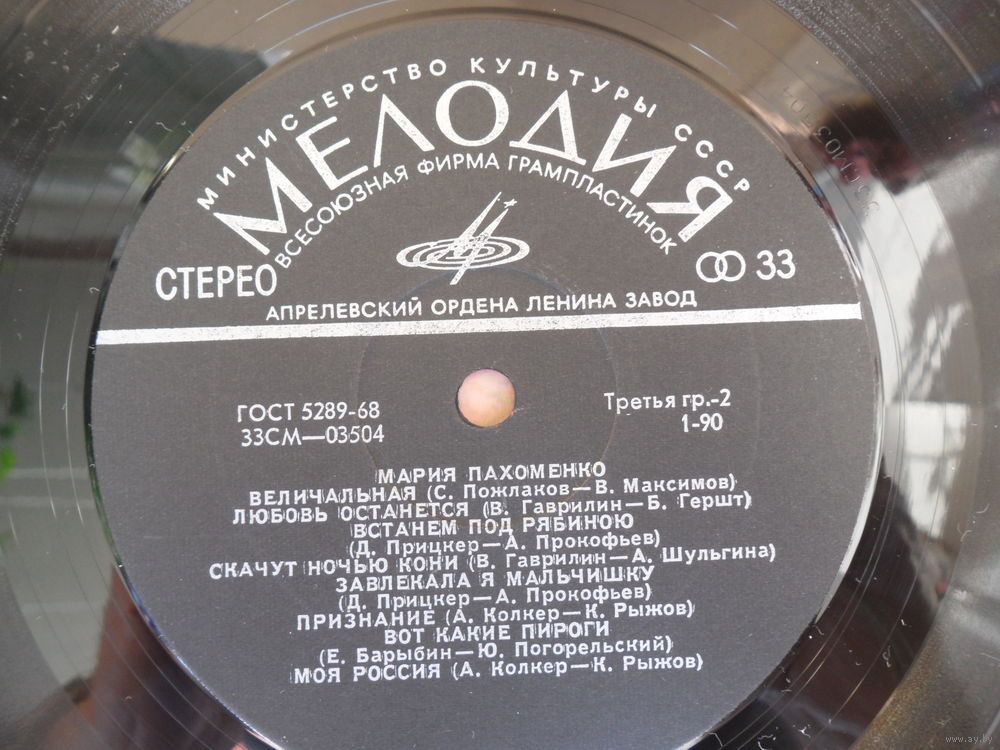 МИНИСТЕРСТВО КУЛЬТУРЫ СССР
МЕЛОДИЯ
ВСЕСОЮЗНАЯ ФИРМА ГРАМПЛАСТИНОК
СТЕРЕО
33
АПРЕЛЕВСКИЙ ОРДЕНА ЛЕНИНА ЗАВОД
ГОСТ 5289-68
Третья гр.-2
33СМ—03504
1-90
МАРИЯ ПАХОМЕНКО
ВЕЛИЧАЛЬНАЯ (С. Пожлаков—В. Максимов)
ЛЮБОВЬ ОСТАНЕТСЯ (В. Гаврилин—Б. Гершт)
ВСТАНЕМ ПОД РЯБИНОЮ
(Д. Прицкер—А. Прокофьев)
СКАЧУТ НОЧЬЮ КОНИ (В. Гаврилин—А. Шульгина)
ЗАВЛЕКАЛА Я МАЛЬЧИШКУ
(Д. Прицкер—А. Прокофьев)
ПРИЗНАНИЕ (А. Колкер—К. Рыжов)
ВОТ КАКИЕ ПИРОГИ
(Е. Барыбин—Ю. Погорельский)
МОЯ РОССИЯ (А. Колкер—К. Рыжов)
www.ay.by